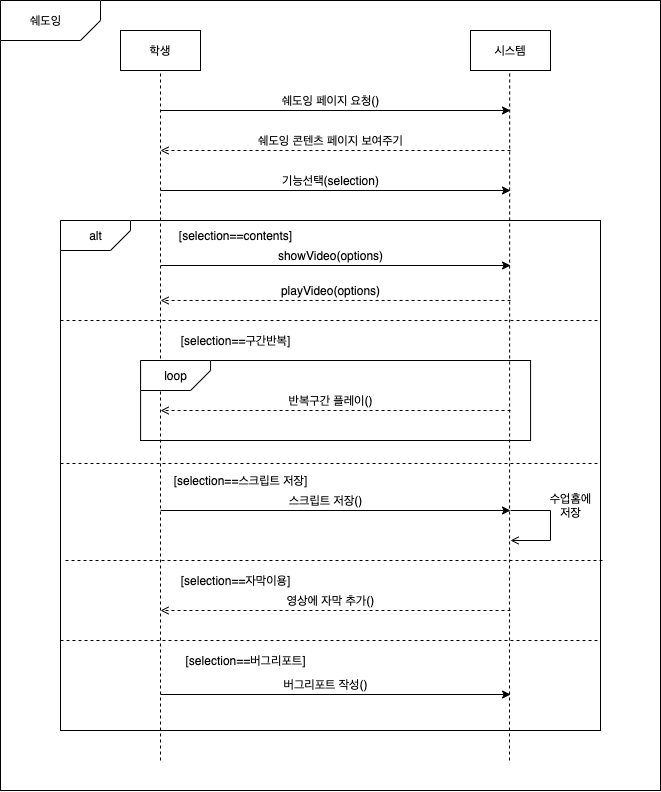 쉐도잉
학생
시스템
쉐도잉 페이지 요청()
쉐도잉 콘텐츠 페이지 보여주기
기능선택(selection)
alt
[selection==contents]
showVideo(options)
playVideo(options)
[selection==구간반복]
loop
반복구간 플레이()
[selection==스크립트 저장]
스크립트 저장()
수업홈에
저장
[selection==자막이용]
영상에 자막 추가()
[selection==버그리포트]
버그리포트 작성()